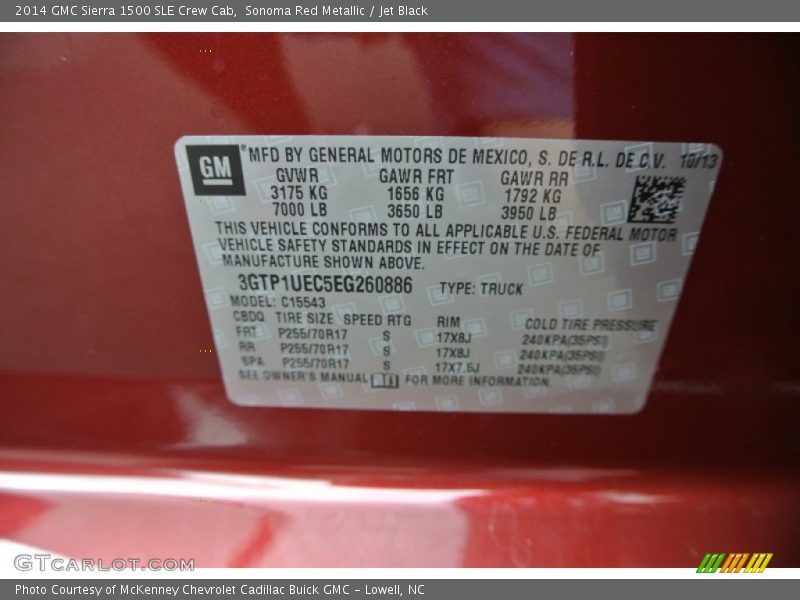 2014 GMC Sierra 1500 SLE Crew Cab, Sonoma Red Metallic / Jet Black
GM
® MFD BY GENERAL MOTORS DE MEXICO, S. DE R.L. DE C.V. 10/13
GVWR GAWR FRT GAWR RR
3175 KG 1656 KG 1792 KG
7000 LB 3650 LB 3950 LB
THIS VEHICLE CONFORMS TO ALL APPLICABLE U.S. FEDERAL MOTOR
VEHICLE SAFETY STANDARDS IN EFFECT ON THE DATE OF
MANUFACTURE SHOWN ABOVE.
3GTP1UEC5EG260886 TYPE: TRUCK
MODEL: C15543
CBDQ TIRE SIZE SPEED RTG RIM COLD TIRE PRESSURE
FRT P255/70R17 S 17X8J 240KPA(35PSI)
RR P255/70R17 S 17X8J 240KPA(35PSI)
SPA P255/70R17 S 17X7.5J 240KPA(35PSI)
SEE OWNER'S MANUAL FOR MORE INFORMATION.
GTCARLOT.COM
Photo Courtesy of McKenney Chevrolet Cadillac Buick GMC – Lowell, NC